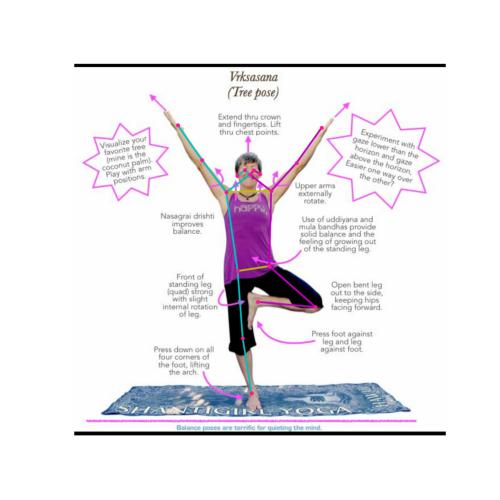 Vrksasana
(Tree pose)
Extend thru crown
and fingertips. Lift
thru chest points.
Visualize your
favorite tree
(mine is the
coconut palm).
Play with arm
positions.
Experiment with
gaze lower than the
horizon and gaze
above the horizon.
Easier one way over
the other?
Upper arms
externally
rotate.
Nasagrai drishti
improves
balance.
Use of uddiyana and
mula bandhas provide
solid balance and the
feeling of growing out
of the standing leg.
Front of
standing leg
(quad) strong
with slight
internal rotation
of leg.
Open bent leg
out to the side,
keeping hips
facing forward.
Press foot against
leg and leg
against foot.
Press down on all
four corners of
the foot, lifting
the arch.
happy
SHANTHIGIRI YOGA
Balance poses are terrific for quieting the mind.